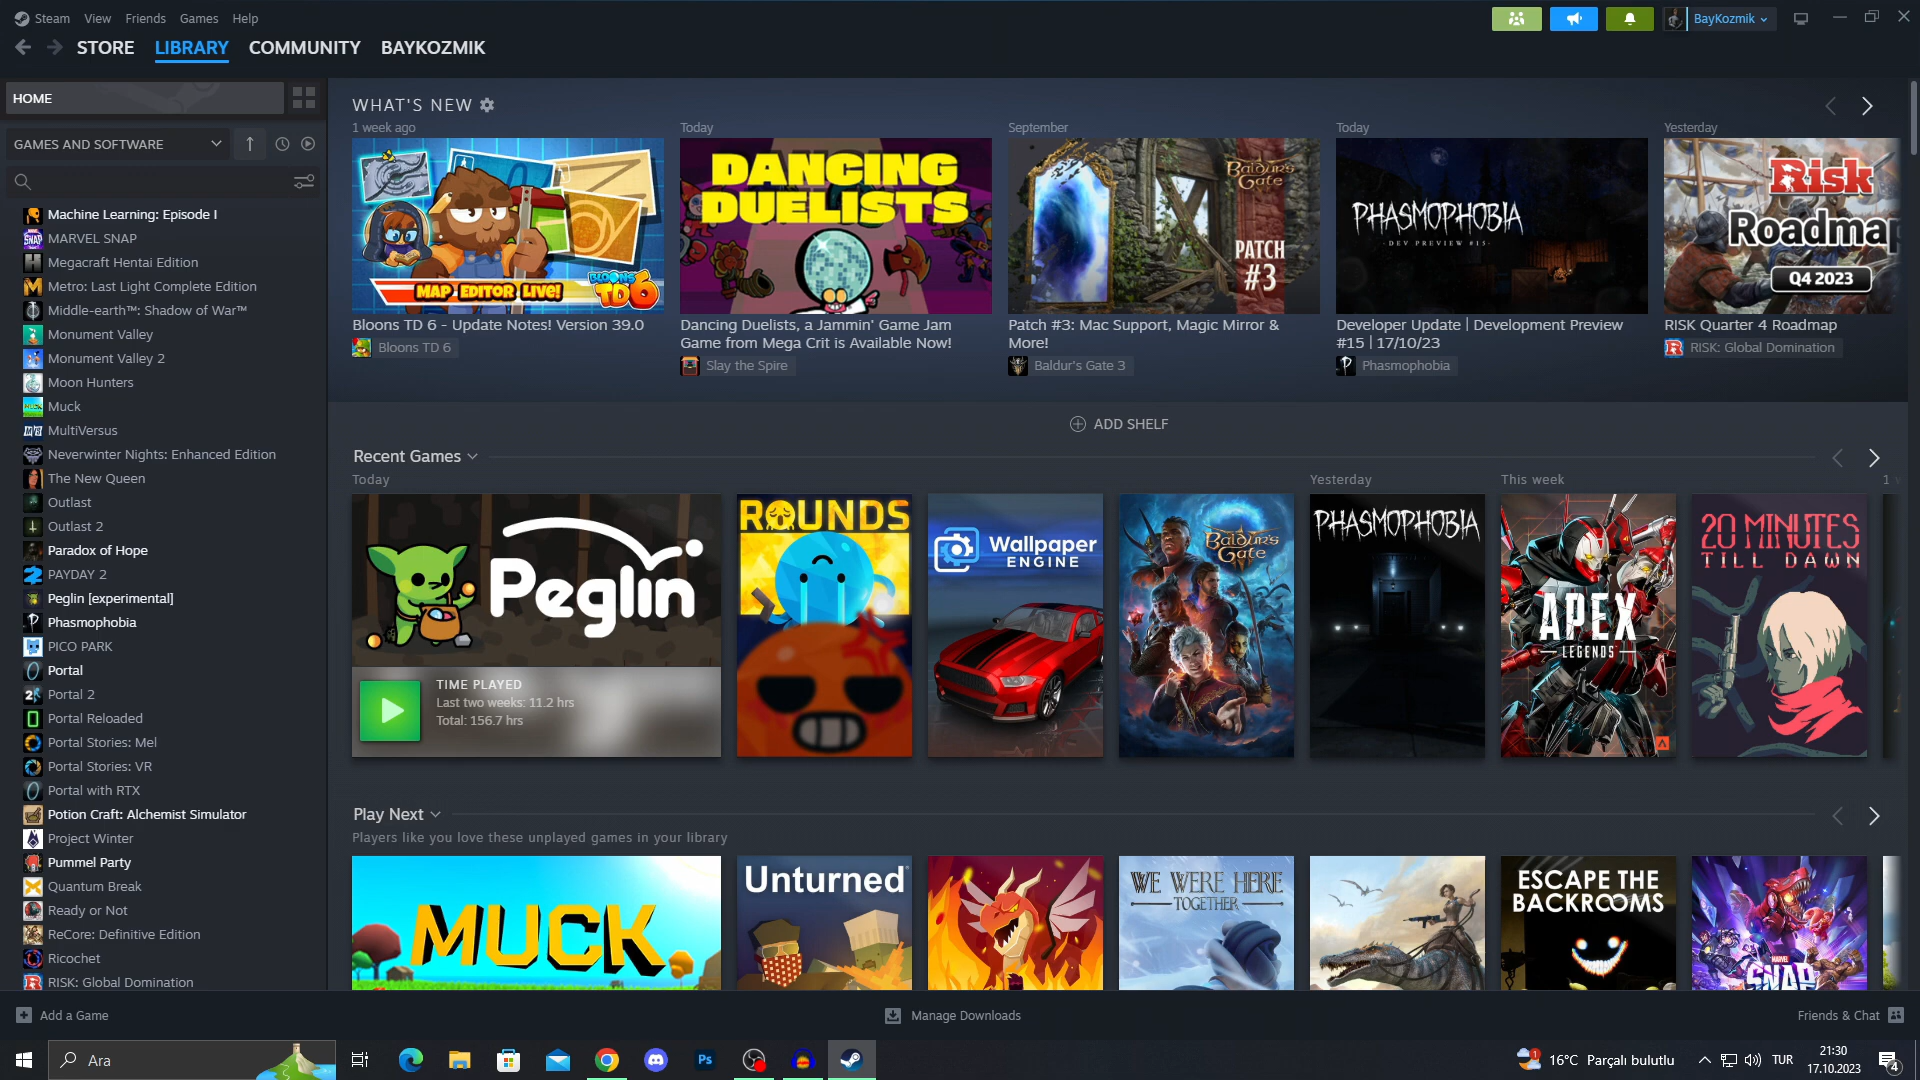 Steam View Friends Games Help
BayKozmik
STORE LIBRARY COMMUNITY BAYKOZMIK
HOME
GAMES AND SOFTWARE
Machine Learning: Episode I
MARVEL SNAP
Megacraft Hentai Edition
Metro: Last Light Complete Edition
Middle-earth™: Shadow of War™
Monument Valley
Monument Valley 2
Moon Hunters
Muck
MultiVersus
Neverwinter Nights: Enhanced Edition
The New Queen
Outlast
Outlast 2
Paradox of Hope
PAYDAY 2
Peglin [experimental]
Phasmophobia
PICO PARK
Portal
Portal 2
Portal Reloaded
Portal Stories: Mel
Portal Stories: VR
Portal with RTX
Potion Craft: Alchemist Simulator
Project Winter
Pummel Party
Quantum Break
Ready or Not
ReCore: Definitive Edition
Ricochet
RISK: Global Domination
WHAT'S NEW
1 week ago
MAP EDITOR LIVE!
BLOONS TD 6
Bloons TD 6 - Update Notes! Version 39.0
Bloons TD 6
Today
DANCING
DUELISTS
Dancing Duelists, a Jammin' Game Jam
Game from Mega Crit is Available Now!
Slay the Spire
September
Baldur's Gate
PATCH
#3
Patch #3: Mac Support, Magic Mirror &
More!
Baldur's Gate 3
Today
PHASMOPHOBIA
- DEV PREVIEW #15 -
Developer Update | Development Preview
#15 | 17/10/23
Phasmophobia
Yesterday
Risk
Roadmap
Q4 2023
RISK Quarter 4 Roadmap
RISK: Global Domination
ADD SHELF
Recent Games
Today
Peglin
TIME PLAYED
Last two weeks: 11.2 hrs
Total: 156.7 hrs
ROUNDS
Wallpaper
ENGINE
Baldur's Gate
Yesterday
PHASMOPHOBIA
This week
APEX
LEGENDS
20 MINUTES
TILL DAWN
1 w
Play Next
Players like you love these unplayed games in your library
MUCK
Unturned
WE WERE HERE
TOGETHER
ESCAPE THE
BACKROOMS
MARVEL
SNAP
Add a Game
Manage Downloads
Friends & Chat
Ara
Ps
1
16°C Parçalı bulutlu
TUR
21:30
17.10.2023
4